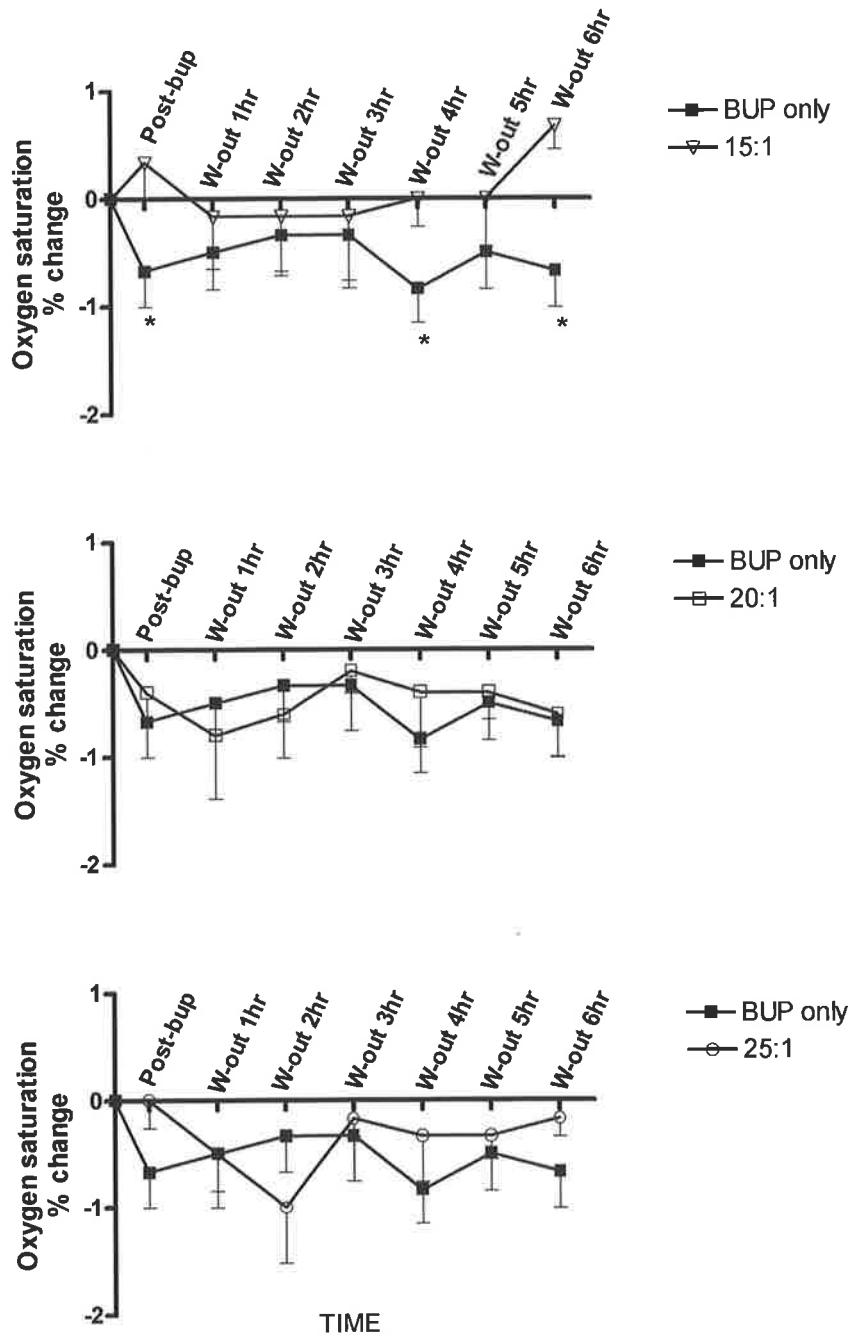 Oxygen saturation
% change
1
0
-1
-2
Post-bup
W-out 1hr
W-out 2hr
W-out 3hr
W-out 4hr
W-out 5hr
W-out 6hr
*
*
*
BUP only
15:1
Oxygen saturation
% change
1
0
-1
-2
Post-bup
W-out 1hr
W-out 2hr
W-out 3hr
W-out 4hr
W-out 5hr
W-out 6hr
BUP only
20:1
Oxygen saturation
% change
1
0
-1
-2
Post-bup
W-out 1hr
W-out 2hr
W-out 3hr
W-out 4hr
W-out 5hr
W-out 6hr
BUP only
25:1
TIME